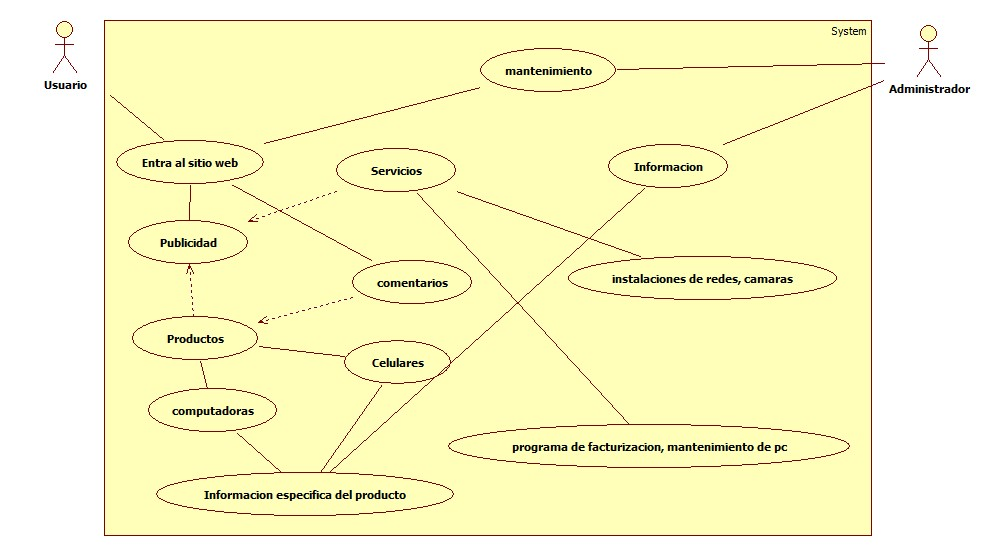 System
Usuario
Administrador
mantenimiento
Entra al sitio web
Servicios
Informacion
Publicidad
comentarios
instalaciones de redes, camaras
Productos
Celulares
computadoras
programa de facturizacion, mantenimiento de pc
Informacion especifica del producto